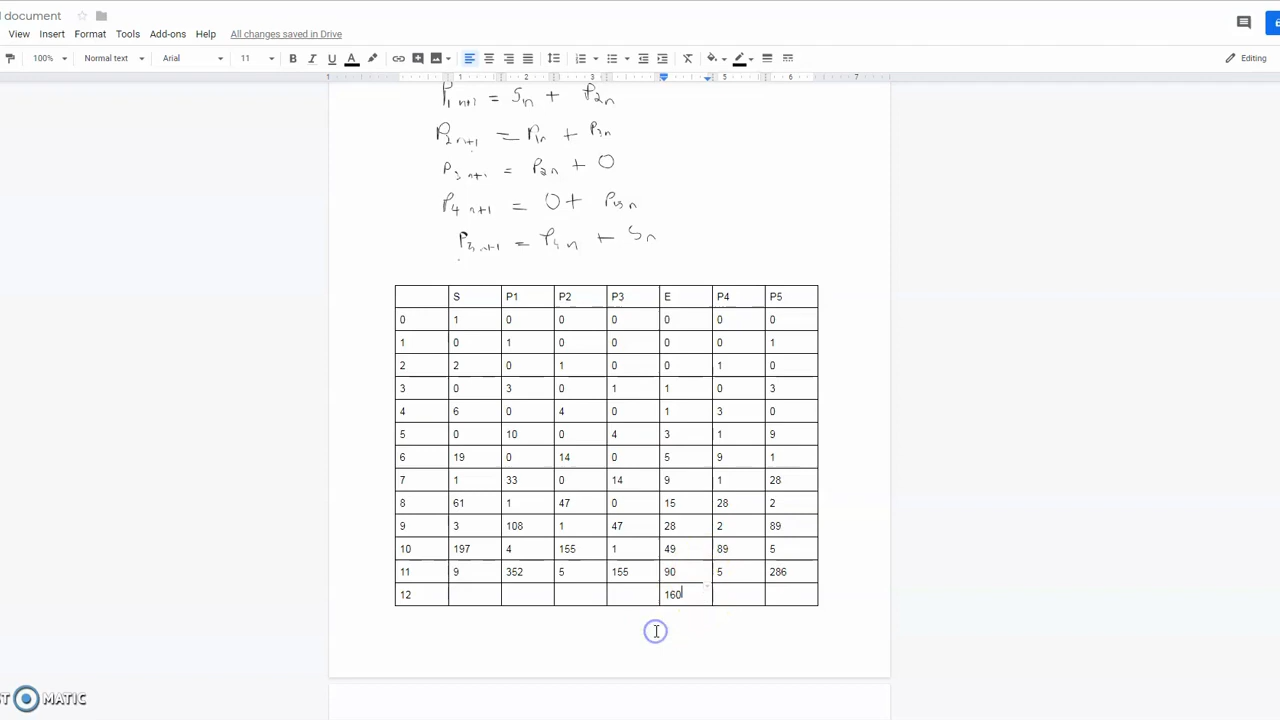 document
View Insert Format Tools Add-ons Help All changes saved in Drive
100% Normal text Arial 11 B I U A Editing
1 1 2 3 5 6 7
P1 n+1 = Sn + P2n
P2 n+1 = P1n + P3n
P3 n+1 = P2n + 0
P4 n+1 = 0 + P5n
= + Sn
S P1 P2 P3 E P4 P5
0 1 0 0 0 0 0 0
1 0 1 0 0 0 0 1
2 2 0 1 0 0 1 0
3 0 3 0 1 1 0 3
4 6 0 4 0 1 3 0
5 0 10 0 4 3 1 9
6 19 0 14 0 5 9 1
7 1 33 0 14 9 1 28
8 61 1 47 0 15 28 2
9 3 108 1 47 28 2 89
10 197 4 155 1 49 89 5
11 9 352 5 155 90 5 286
12 160
MATIC